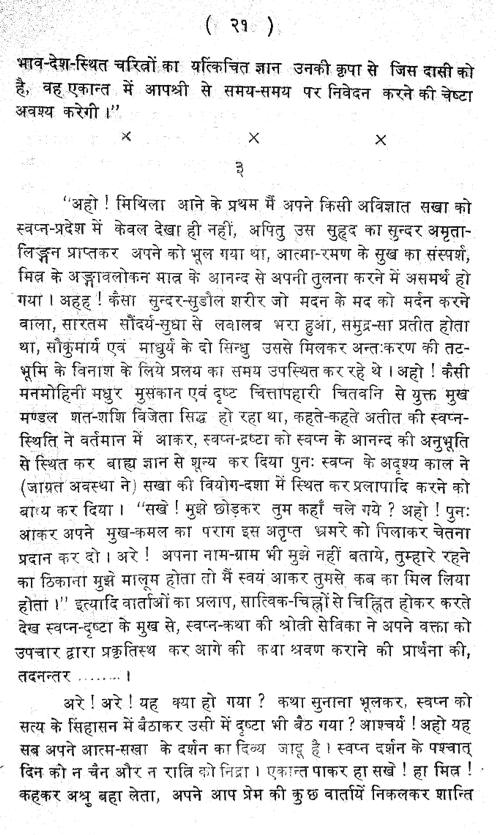 ( २१ )
भाव-देश-स्थित चरित्रों का यत्किंचित ज्ञान उनकी कृपा से जिस दासी को
है, वह एकान्त में आपश्री से समय-समय पर निवेदन करने की चेष्टा
अवश्य करेगी ।”
× × ×
३
“अहो ! मिथिला आने के प्रथम मैं अपने किसी अविज्ञात सखा को
स्वप्न-प्रदेश में केवल देखा ही नहीं, अपितु उस सुहृद का सुन्दर अमृता-
लिङ्गन प्राप्तकर अपने को भूल गया था, आत्मा-रमण के सुख का संस्पर्श,
मित्र के अङ्गावलोकन मात्र के आनन्द से अपनी तुलना करने में असमर्थ हो
गया । अहह ! कैसा सुन्दर-सुडौल शरीर जो मदन के मद को मर्दन करने
वाला, सारतम सौंदर्य-सुधा से लबालब भरा हुआ, समुद्र-सा प्रतीत होता
था, सौकुमार्य एवं माधुर्य के दो सिन्धु उससे मिलकर अन्तःकरण की तट-
भूमि के विनाश के लिये प्रलय का समय उपस्थित कर रहे थे । अहो ! कैसी
मनमोहिनी मधुर मुसकान एवं दृष्ट चित्तापहारी चितवनि से युक्त मुख
मण्डल शत-शशि विजेता सिद्ध हो रहा था, कहते-कहते अतीत की स्वप्न-
स्थिति ने वर्तमान में आकर, स्वप्न-द्रष्टा को स्वप्न के आनन्द की अनुभूति
से स्थित कर बाह्य ज्ञान से शून्य कर दिया पुनः स्वप्न के अदृश्य काल ने
(जाग्रत अवस्था ने) सखा की वियोग-दशा में स्थित कर प्रलापादि करने को
बाध्य कर दिया । “सखे ! मुझे छोड़कर तुम कहाँ चले गये ? अहो ! पुनः
आकर अपने मुख-कमल का पराग इस अतृप्त भ्रमरे को पिलाकर चेतना
प्रदान कर दो । अरे ! अपना नाम-ग्राम भी मुझे नहीं बताये, तुम्हारे रहने
का ठिकाना मुझे मालूम होता तो मैं स्वयं आकर तुमसे कब का मिल लिया
होता ।” इत्यादि वार्ताओं का प्रलाप, सात्विक-चिह्नों से चिह्नित होकर करते
देख स्वप्न-दृष्टा के मुख से, स्वप्न-कथा की श्रोत्री सेविका ने अपने वक्ता को
उपचार द्वारा प्रकृतिस्थ कर आगे की कथा श्रवण कराने की प्रार्थना की,
तदनन्तर ........ ।
अरे ! अरे ! यह क्या हो गया ? कथा सुनाना भूलकर, स्वप्न को
सत्य के सिंहासन में बैठाकर उसी में दृष्टा भी बैठ गया ? आश्चर्य ! अहो यह
सब अपने आत्म-सखा के दर्शन का दिव्य जादू है । स्वप्न दर्शन के पश्चात्
दिन को न चैन और न रात्रि को निद्रा । एकान्त पाकर हा सखे ! हा मित्र !
कहकर अश्रु बहा लेता, अपने आप प्रेम की कुछ वार्तायें निकलकर शान्ति